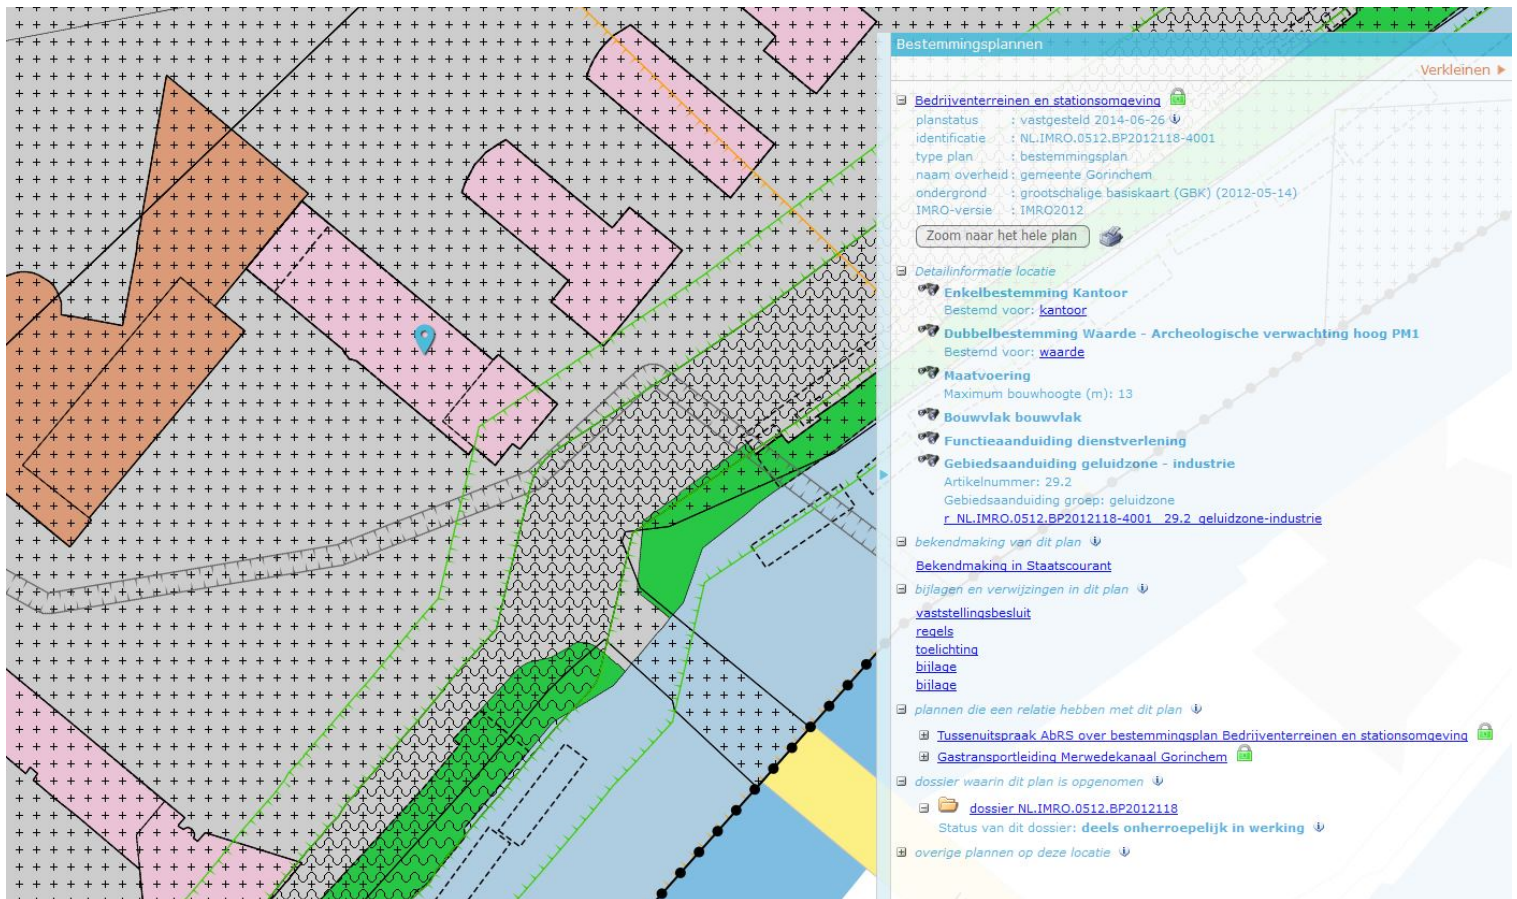 Bestemmingsplannen
Verkleinen
Bedrijventerreinen en stationsomgeving
planstatus : vastgesteld 2014-06-26
identificatie : NL.IMRO.0512.BP2012118-4001
type plan : bestemmingsplan
naam overheid : gemeente Gorinchem
ondergrond : grootschalige basiskaart (GBK) (2012-05-14)
IMRO-versie : IMRO2012
Zoom naar het hele plan
Detailinformatie locatie
Enkelbestemming Kantoor
Bestemd voor: kantoor
Dubbelbestemming Waarde - Archeologische verwachting hoog PM1
Bestemd voor: waarde
Maatvoering
Maximum bouwhoogte (m): 13
Bouwvlak bouwvlak
Functieaanduiding dienstverlening
Gebiedsaanduiding geluidzone - industrie
Artikelnummer: 29.2
Gebiedsaanduiding groep: geluidzone
r_NL.IMRO.0512.BP2012118-4001_29.2_geluidzone-industrie
bekendmaking van dit plan
Bekendmaking in Staatscourant
bijlagen en verwijzingen in dit plan
vaststellingsbesluit
regels
toelichting
bijlage
bijlage
plannen die een relatie hebben met dit plan
Tussenuitspraak AbRS over bestemmingsplan Bedrijventerreinen en stationsomgeving
Gastransportleiding Merwedekanaal Gorinchem
dossier waarin dit plan is opgenomen
dossier NL.IMRO.0512.BP2012118
Status van dit dossier: deels onherroepelijk in werking
overige plannen op deze locatie